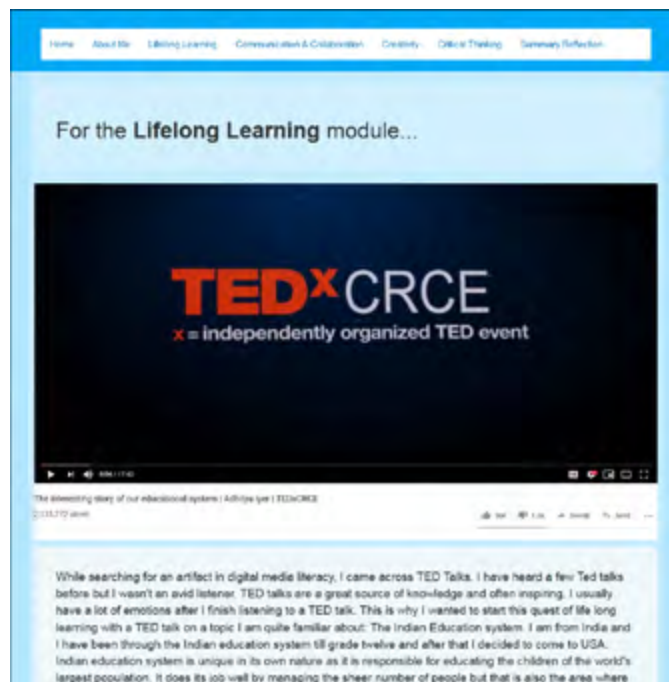 Home About Me Lifelong Learning Communication & Collaboration Creativity Critical Thinking Summary Reflection
For the Lifelong Learning module...
TEDxCRCE
x = independently organized TED event
The interesting story of our educational system | Adhitya Iyer | TEDxCRCE
While searching for an artifact in digital media literacy, I came across TED Talks. I have heard a few Ted talks
before but I wasn't an avid listener. TED talks are a great source of knowledge and often inspiring. I usually
have a lot of emotions after I finish listening to a TED talk. This is why I wanted to start this quest of life long
learning with a TED talk on a topic I am quite familiar about: The Indian Education system. I am from India and
I have been through the Indian education system till grade twelve and after that I decided to come to USA.
Indian education system is unique in its own nature as it is responsible for educating the children of the world's
largest population. It does its job well by managing the sheer number of people but that is also the area where